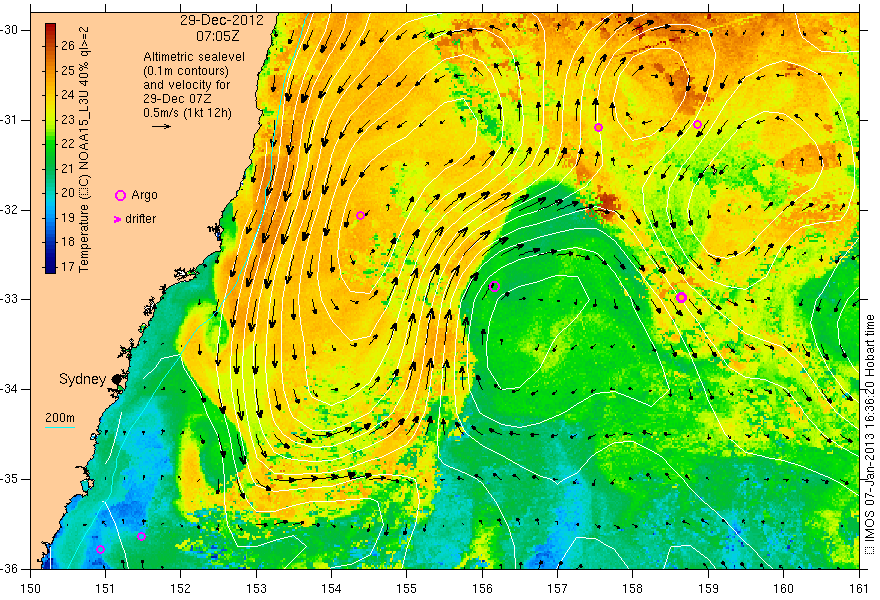 29-Dec-2012
07:05Z
Altimetric sealevel
(0.1m contours)
and velocity for
29-Dec 07Z
0.5m/s (1kt 12h)
Argo
drifter
26
25
24
23
22
21
20
19
18
17
Temperature (□C) NOAA15_L3U 40% ql>=2
Sydney
200m
-30
-31
-32
-33
-34
-35
-36
150
151
152
153
154
155
156
157
158
159
160
161
□ IMOS 07-Jan-2013 16:36:20 Hobart time